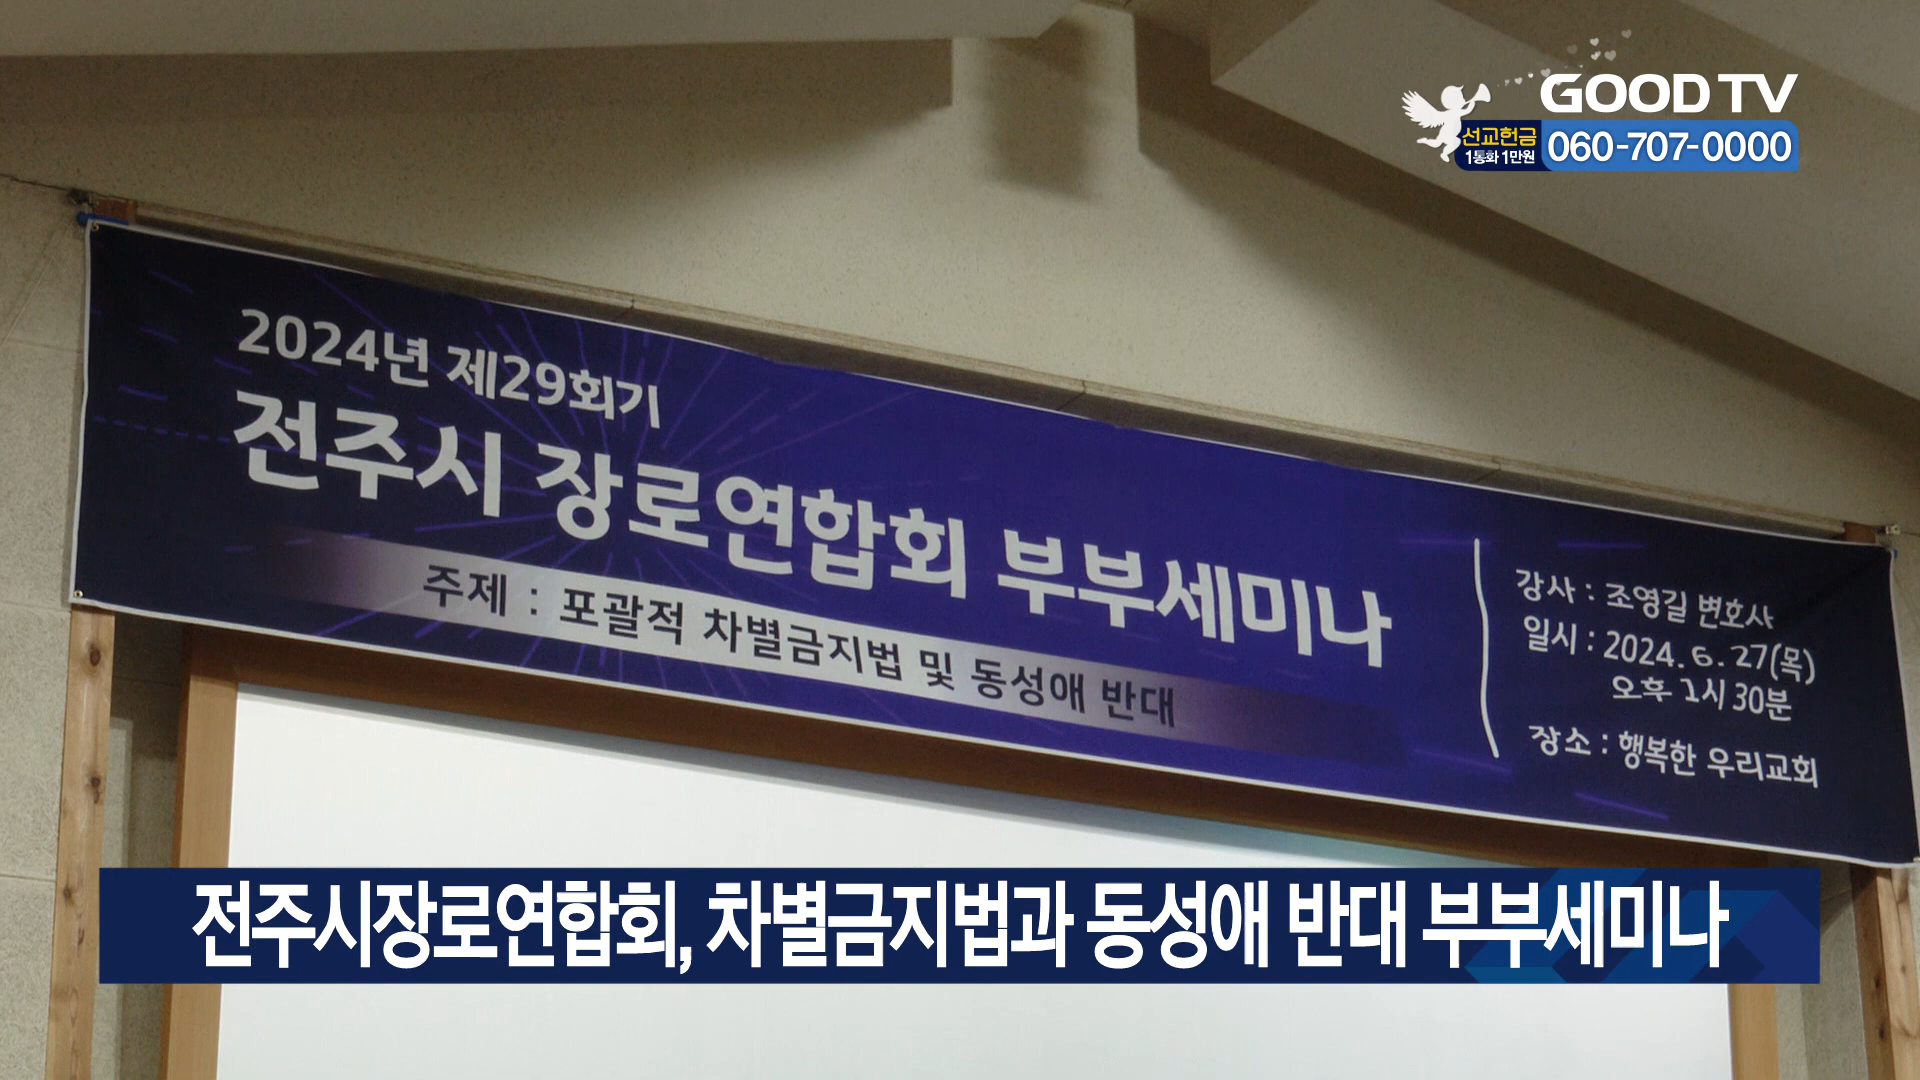 GOOD TV
선교헌금
1통화 1만원
060-707-0000
2024년 제29회기
전주시 장로연합회 부부세미나
주제 : 포괄적 차별금지법 및 동성애 반대
강사 : 조영길 변호사
일시 : 2024. 6. 27(목)
오후 1시 30분
장소 : 행복한 우리교회
전주시장로연합회, 차별금지법과 동성애 반대 부부세미나